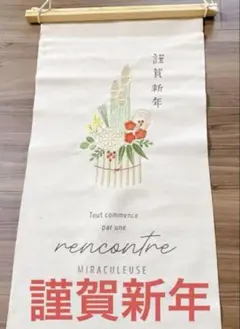 謹賀新年
Tout commence
par une
rencontre
MIRACULEUSE
謹賀新年